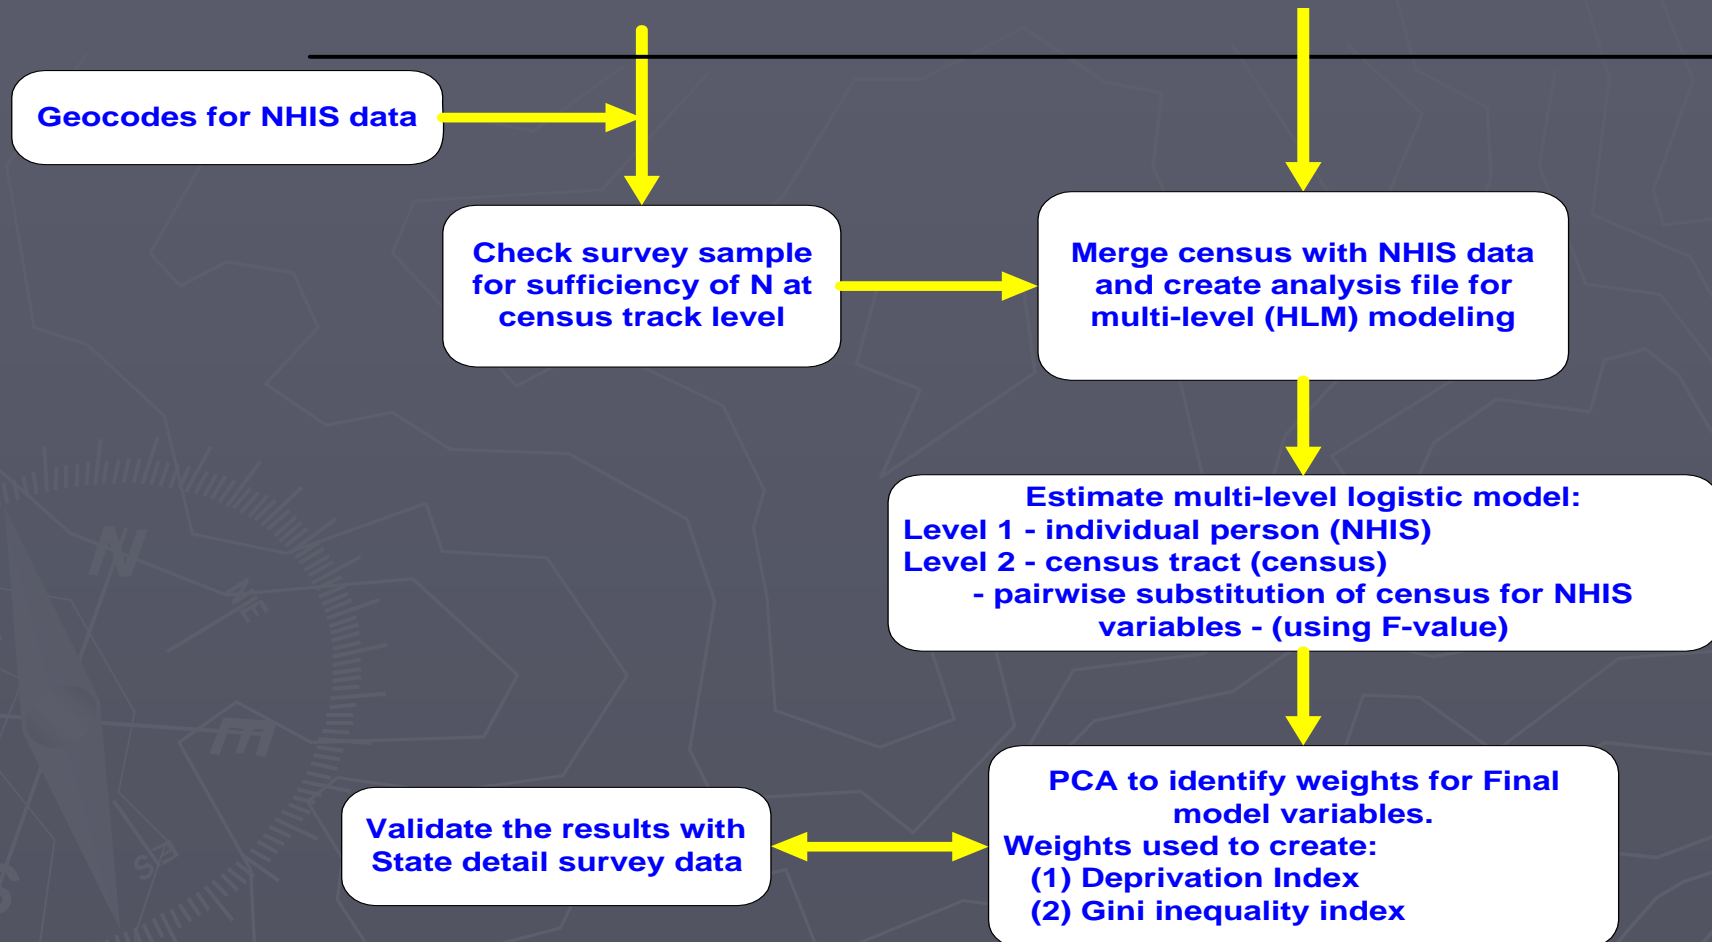 Geocodes for NHIS data
Check survey sample
for sufficiency of N at
census track level
Merge census with NHIS data
and create analysis file for
multi-level (HLM) modeling
Estimate multi-level logistic model:
Level 1 - individual person (NHIS)
Level 2 - census tract (census)
- pairwise substitution of census for NHIS
variables - (using F-value)
PCA to identify weights for Final
model variables.
Weights used to create:
(1) Deprivation Index
(2) Gini inequality index
Validate the results with
State detail survey data
N
NE
E
SE
S